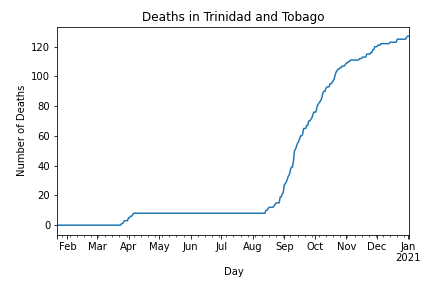 Deaths in Trinidad and Tobago
Number of Deaths
120
100
80
60
40
20
0
Feb Mar Apr May Jun Jul Aug Sep Oct Nov Dec Jan
2021
Day